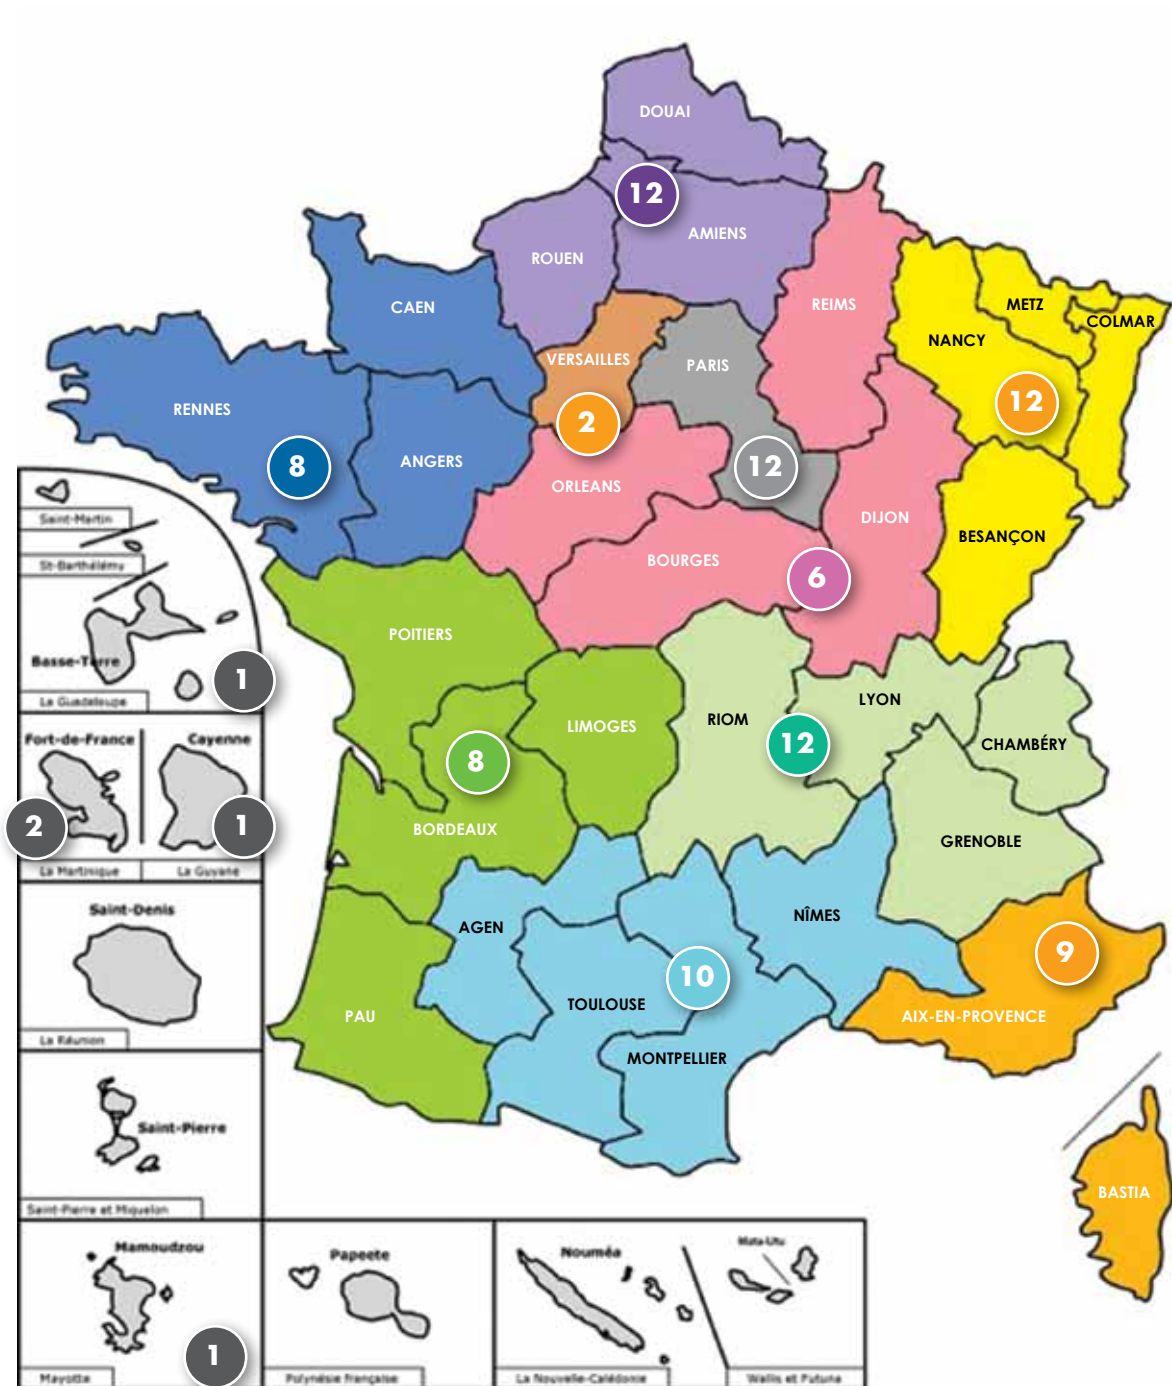 DOUAI
12
AMIENS
ROUEN
CAEN
REIMS
METZ
COLMAR
NANCY
VERSAILLES
PARIS
RENNES
12
2
ANGERS
8
12
ORLEANS
DIJON
BESANÇON
BOURGES
6
POITIERS
LYON
RIOM
LIMOGES
12
CHAMBÉRY
8
BORDEAUX
GRENOBLE
NÎMES
AGEN
9
10
TOULOUSE
PAU
AIX-EN-PROVENCE
MONTPELLIER
BASTIA
Saint-Martin
St-Barthélémy
Basse-Terre
1
La Guadeloupe
Fort-de-France
Cayenne
2
1
La Martinique
La Guyane
Saint-Denis
La Réunion
Saint-Pierre
Saint-Pierre et Miquelon
Mamoudzou
1
Mayotte
Papeete
Polynésie française
Nouméa
La Nouvelle-Calédonie
Mata-Utu
Wallis et Futuna